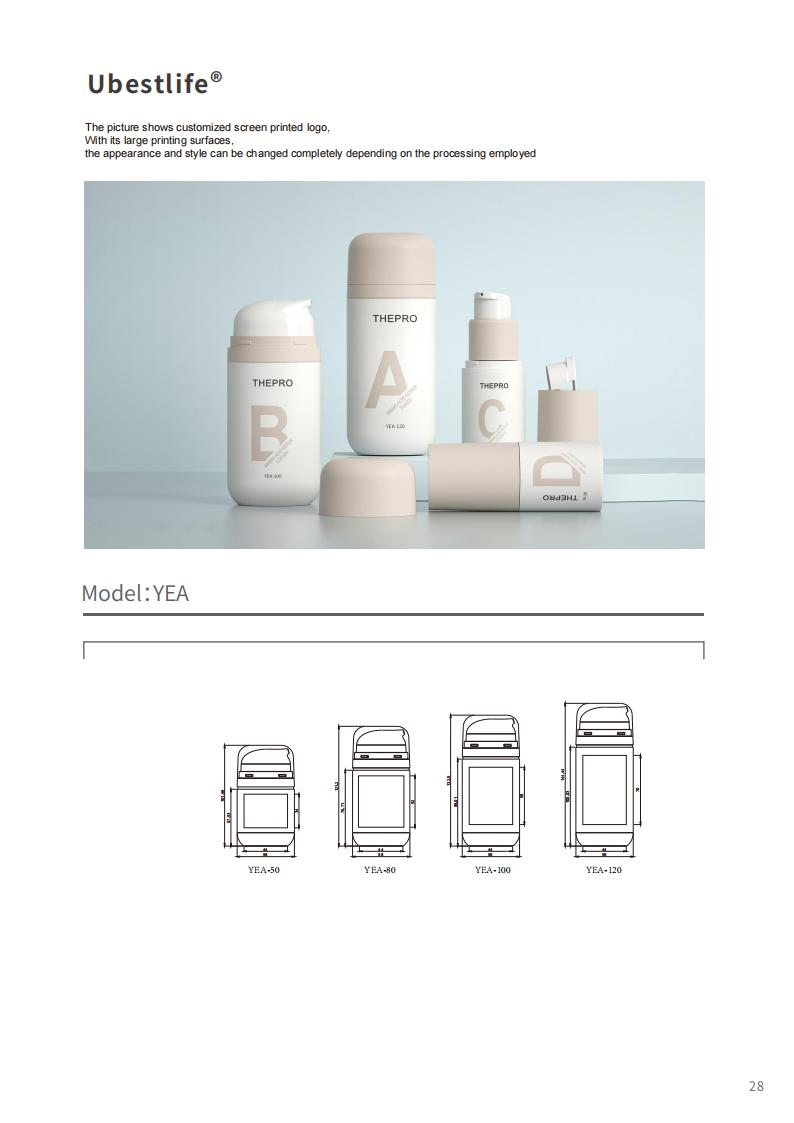 Ubestlife®
The picture shows customized screen printed logo,
With its large printing surfaces,
the appearance and style can be changed completely depending on the processing employed
THEPRO
A
YEA-120
THEPRO
B
YEA-100
THEPRO
C
THEPRO
D
Model:YEA
YEA-50
YEA-80
YEA-100
YEA-120
28